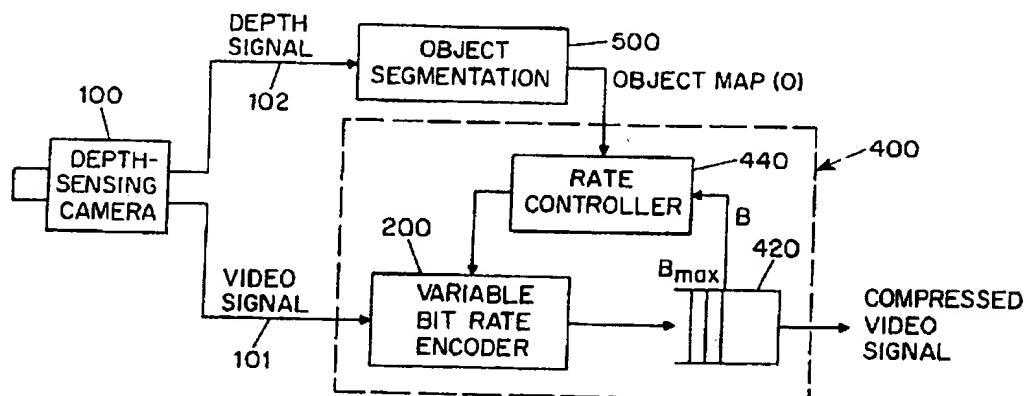 DEPTH
SIGNAL
102
OBJECT
SEGMENTATION
500
OBJECT MAP (O)
100
DEPTH-
SENSING
CAMERA
400
RATE
CONTROLLER
440
B
200
VIDEO
SIGNAL
101
VARIABLE
BIT RATE
ENCODER
Bmax
420
COMPRESSED
VIDEO
SIGNAL